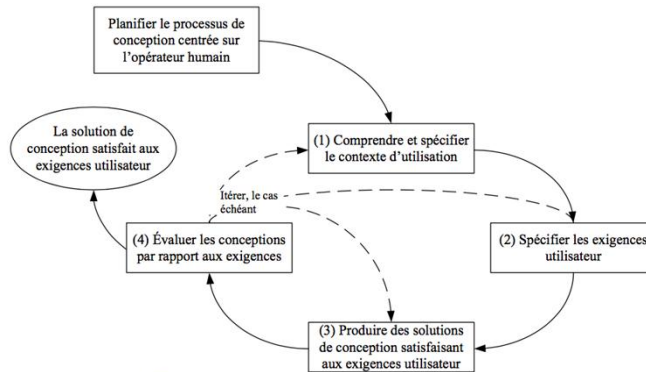 Planifier le processus de
conception centrée sur
l'opérateur humain
La solution de
conception satisfait aux
exigences utilisateur
(1) Comprendre et spécifier
le contexte d'utilisation
Itérer, le cas
échéant
(4) Évaluer les conceptions
par rapport aux exigences
(2) Spécifier les exigences
utilisateur
(3) Produire des solutions
de conception satisfaisant
aux exigences utilisateur